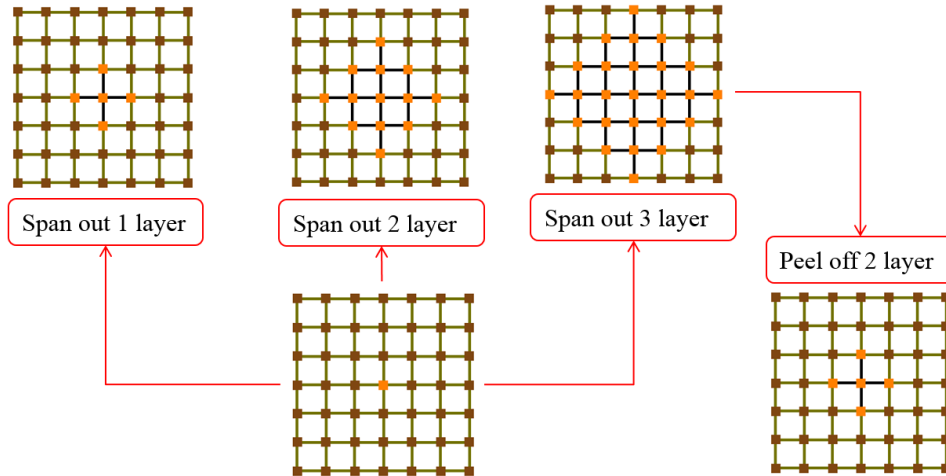 Span out 1 layer
Span out 2 layer
Span out 3 layer
Peel off 2 layer